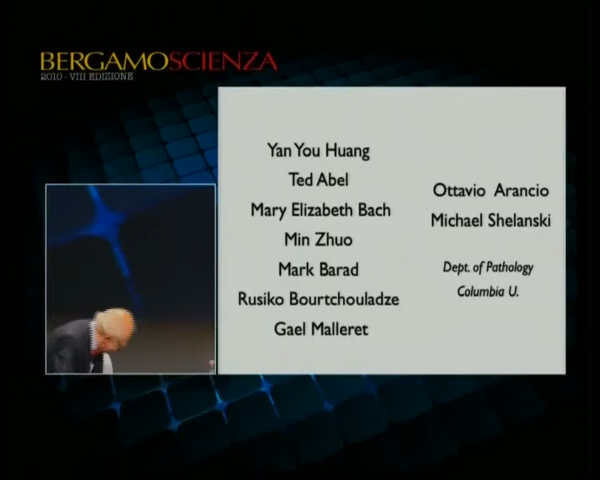 BERGAMOSCIENZA
2010 - VIII EDIZIONE
Yan You Huang
Ted Abel
Mary Elizabeth Bach
Min Zhuo
Mark Barad
Rusiko Bourtchouladze
Gael Malleret
Ottavio Arancio
Michael Shelanski
Dept. of Pathology
Columbia U.